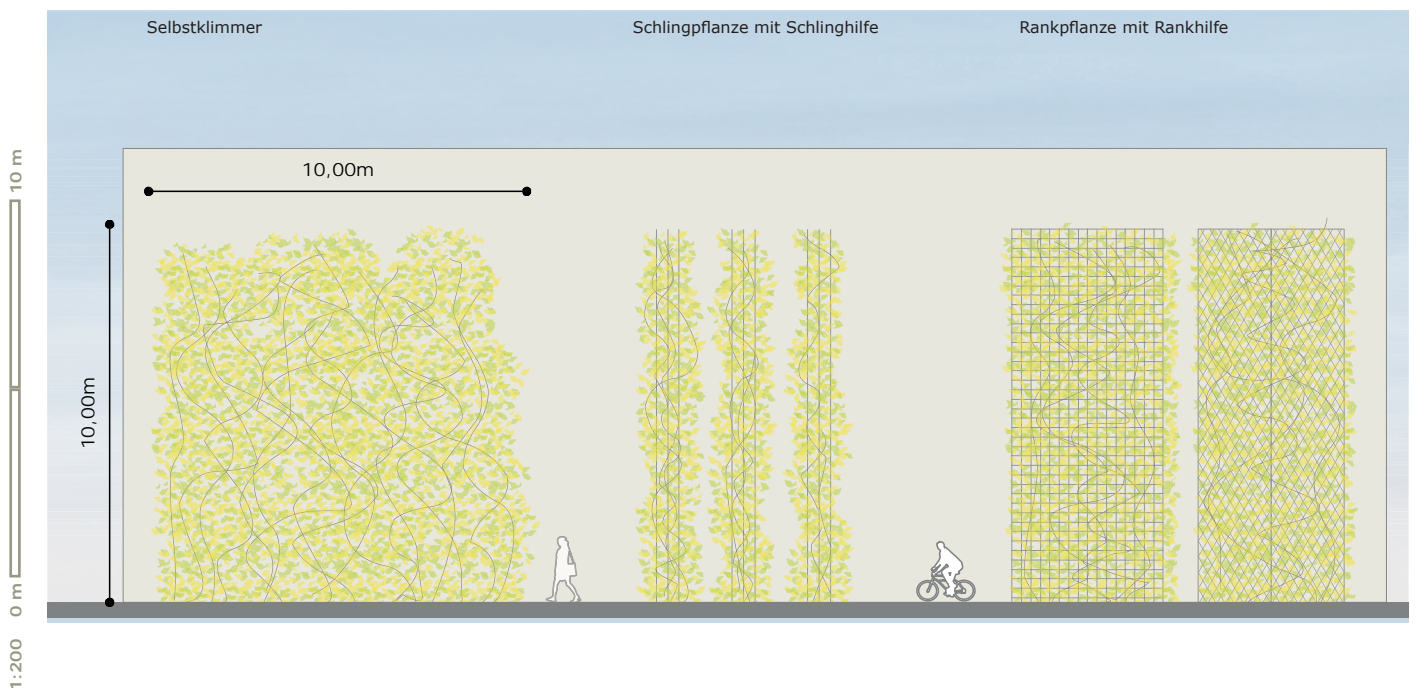 Selbstklimmer
Schlingpflanze mit Schlinghilfe
Rankpflanze mit Rankhilfe
10,00m
10,00m
10 m
0 m
1:200